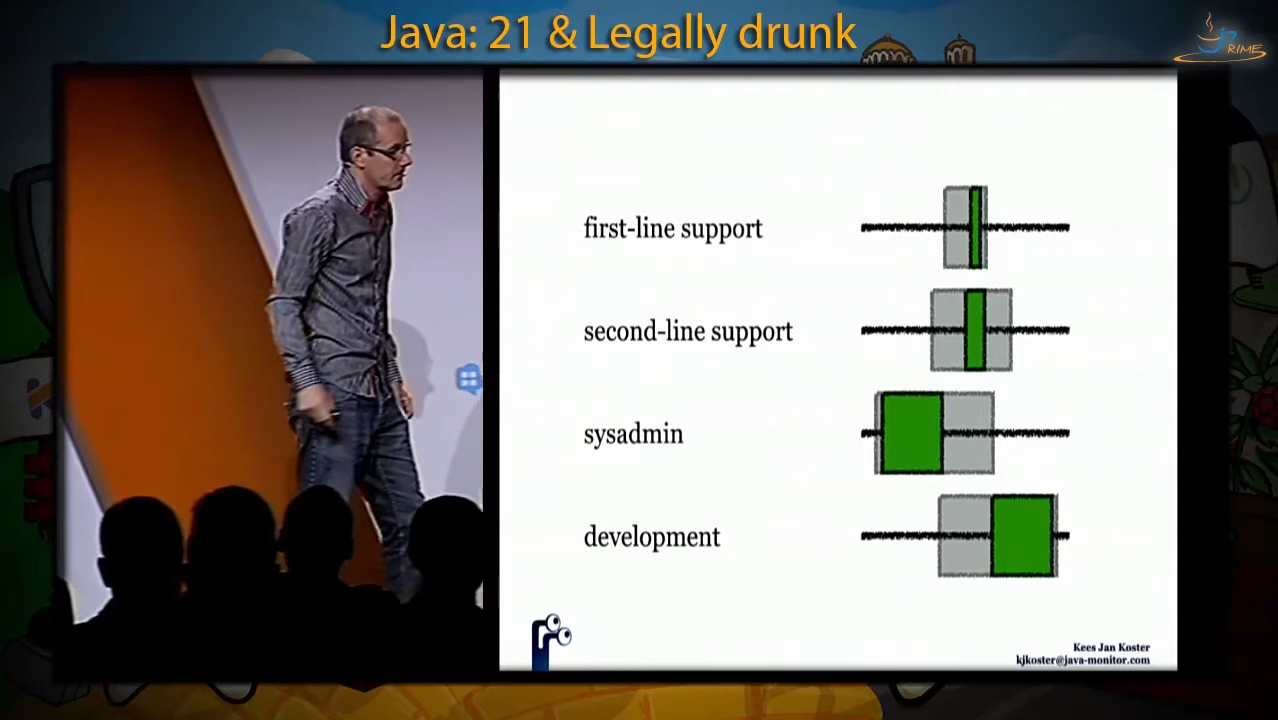 Java: 21 & Legally drunk
JPRIME
first-line support
second-line support
sysadmin
development
Kees Jan Koster
kjkoster@java-monitor.com